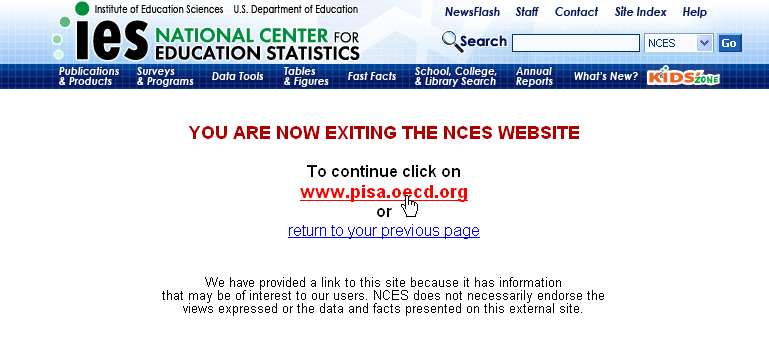 Institute of Education Sciences U.S. Department of Education
NewsFlash Staff Contact Site Index Help
ies NATIONAL CENTER FOR
EDUCATION STATISTICS
Search NCES Go
Publications
& Products
Surveys
& Programs
Data Tools
Tables
& Figures
Fast Facts
School, College,
& Library Search
Annual
Reports
What's New?
KIDS' ZONE
YOU ARE NOW EXITING THE NCES WEBSITE
To continue click on
www.pisa.oecd.org
or
return to your previous page
We have provided a link to this site because it has information
that may be of interest to our users. NCES does not necessarily endorse the
views expressed or the data and facts presented on this external site.